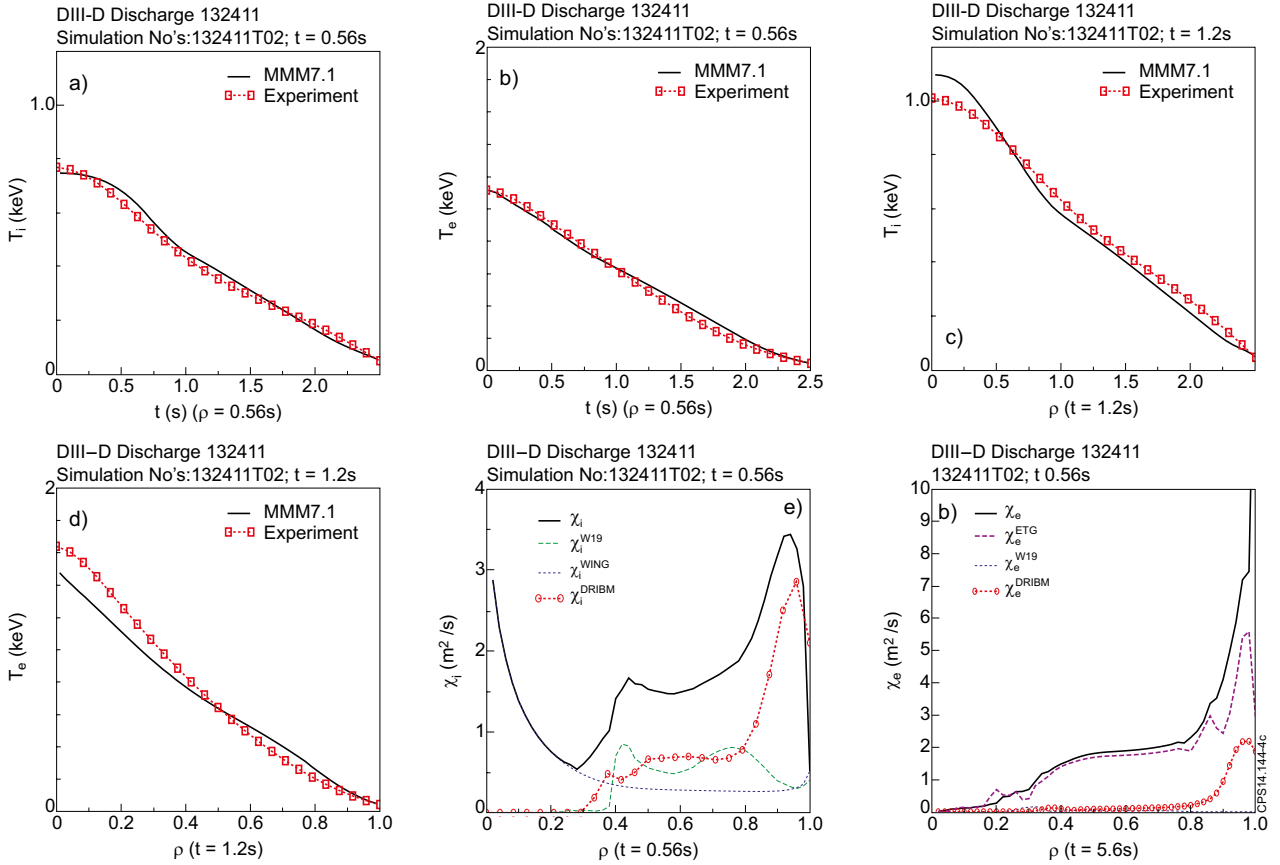 DIII-D Discharge 132411
Simulation No's:132411T02; t = 0.56s
a)
MMM7.1
Experiment
1.0
0
T_i (keV)
0 0.5 1.0 1.5 2.0
t (s) (ρ = 0.56s)
DIII-D Discharge 132411
Simulation No's:132411T02; t = 0.56s
b)
MMM7.1
Experiment
2
0
T_e (keV)
0 0.5 1.0 1.5 2.0 2.5
t (s) (ρ = 0.56s)
DIII-D Discharge 132411
Simulation No's:132411T02; t = 1.2s
MMM7.1
Experiment
c)
1.0
0
T_i (keV)
0 0.5 1.0 1.5 2.0
ρ (t = 1.2s)
DIII–D Discharge 132411
Simulation No's:132411T02; t = 1.2s
d)
MMM7.1
Experiment
2
0
T_e (keV)
0 0.2 0.4 0.6 0.8 1.0
ρ (t = 1.2s)
DIII–D Discharge 132411
Simulation No:132411T02; t = 0.56s
e)
χ_i
χ_i^W19
χ_i^WING
χ_i^DRIBM
4
3
2
1
0
χ_i (m² /s)
0 0.2 0.4 0.6 0.8 1.0
ρ (t = 0.56s)
DIII–D Discharge 132411
132411T02; t 0.56s
b)
χ_e
χ_e^ETG
χ_e^W19
χ_e^DRIBM
10
9
8
7
6
5
4
3
2
1
0
χ_e (m² /s)
0 0.2 0.4 0.6 0.8 1.0
ρ (t = 5.6s)
CPS14.144-4c